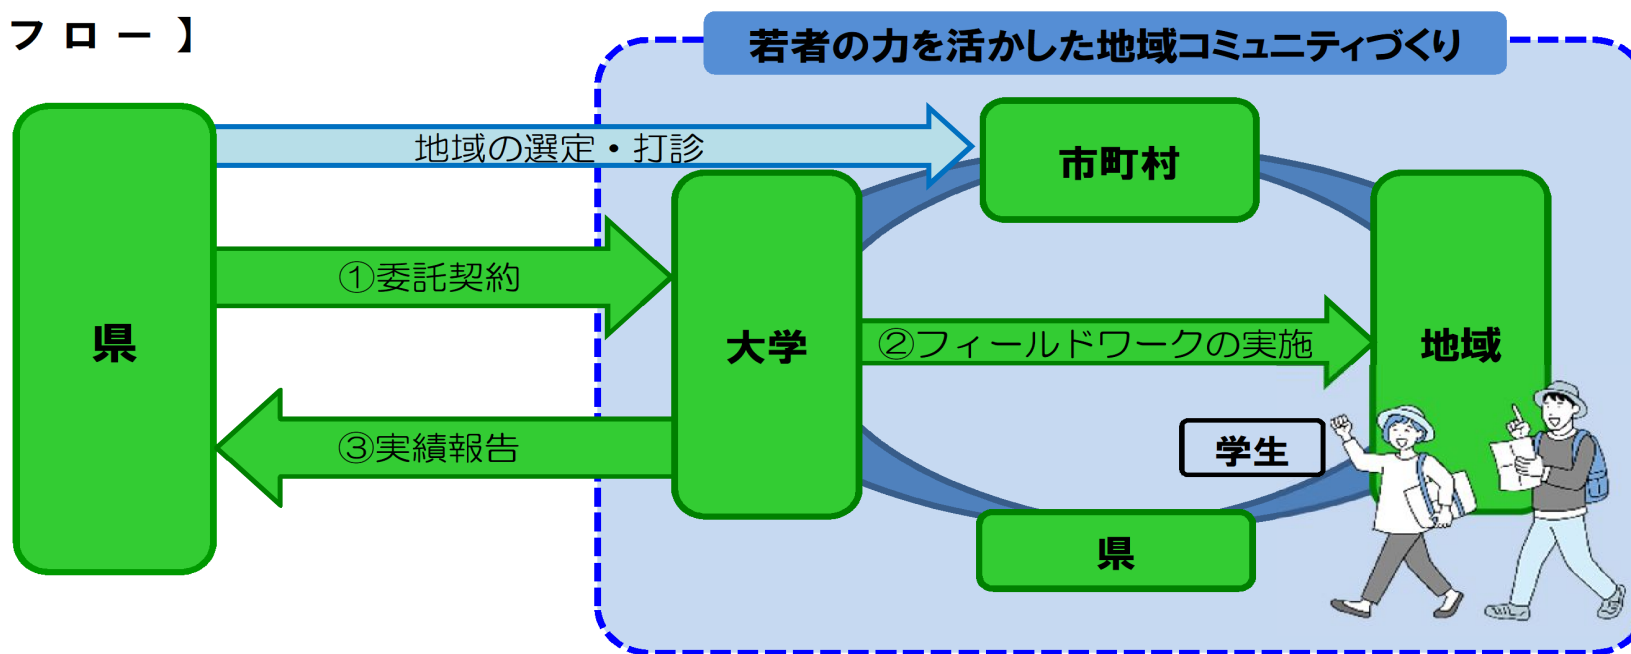 フロー】
若者の力を活かした地域コミュニティづくり
地域の選定・打診
市町村
①委託契約
県
大学
②フィールドワークの実施
地域
③実績報告
学生
県